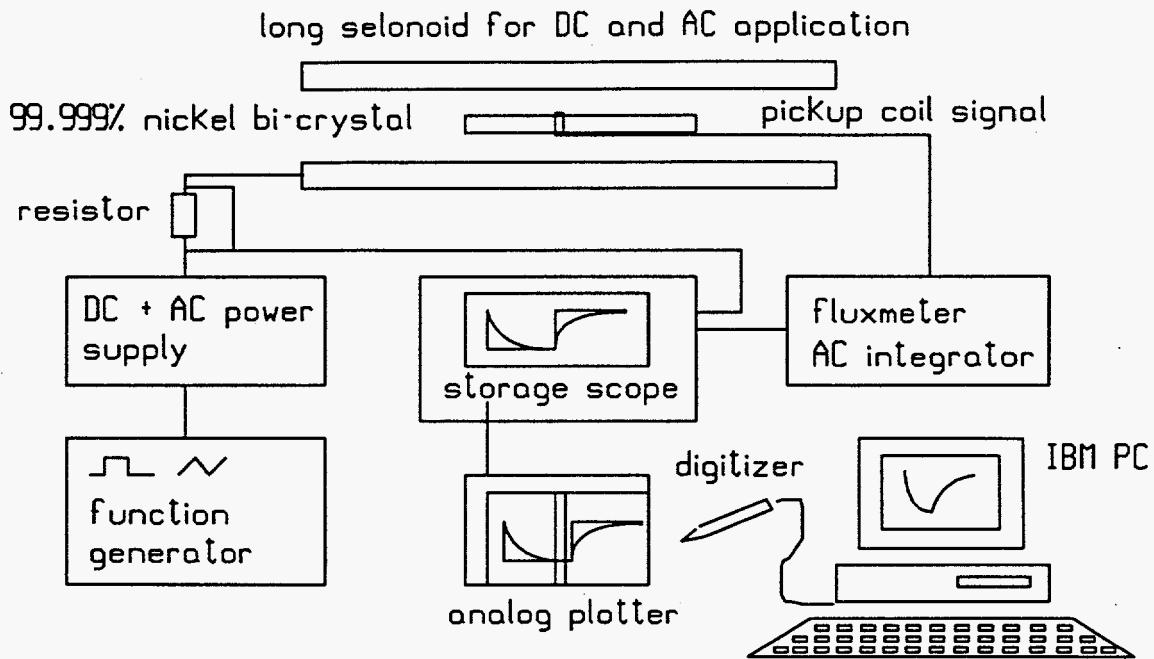 long selonoid for DC and AC application
99.999% nickel bi-crystal
pickup coil signal
resistor
DC + AC power
supply
storage scope
fluxmeter
AC integrator
function
generator
analog plotter
digitizer
IBM PC